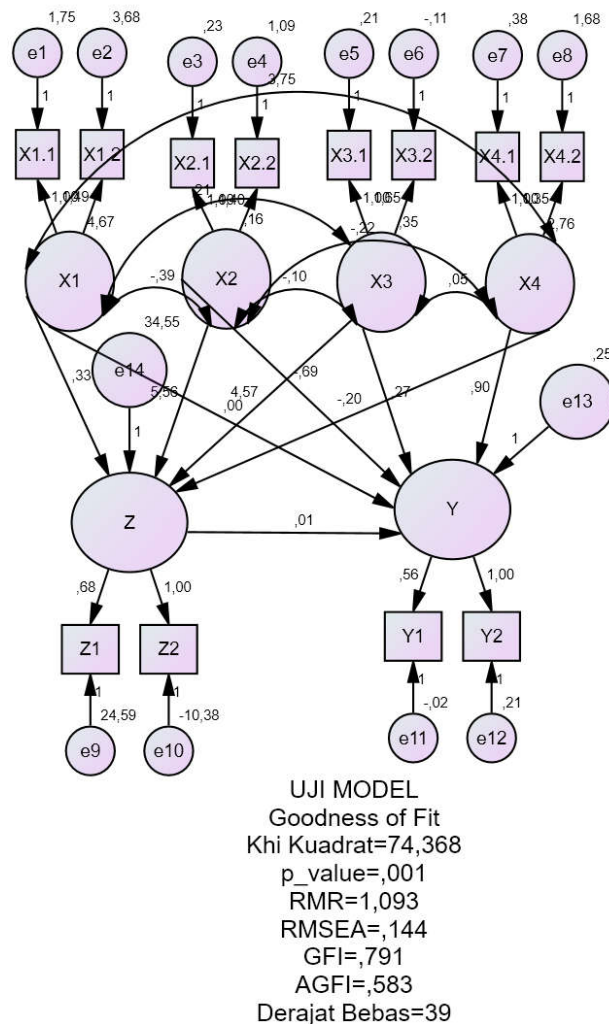 1,75 3,68 ,23 1,09 ,21 -,11 ,38 1,68
e1 e2 e3 e4 e5 e6 e7 e8
3,75
1 1 1 1 1 1 1 1
X1.1 X1.2 X2.1 X2.2 X3.1 X3.2 X4.1 X4.2
,21
4,67 ,16 -,22 ,35 2,76
X1 X2 X3 X4
-,39 -,10 ,05
34,55 ,25
e14 e13
,33 5,56 4,57 -,69 -,20 ,27 ,90
,00
1 1
Z Y
,01
,68 1,00 ,56 1,00
Z1 Z2 Y1 Y2
1 1 1 1
24,59 -10,38 -,02 ,21
e9 e10 e11 e12
UJI MODEL
Goodness of Fit
Khi Kuadrat=74,368
p_value=,001
RMR=1,093
RMSEA=,144
GFI=,791
AGFI=,583
Derajat Bebas=39